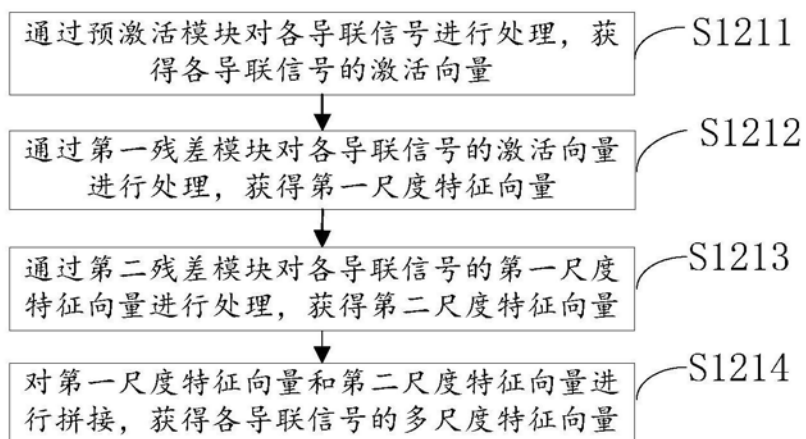 通过预激活模块对各导联信号进行处理，获
得各导联信号的激活向量
S1211
通过第一残差模块对各导联信号的激活向量
进行处理，获得第一尺度特征向量
S1212
通过第二残差模块对各导联信号的第一尺度
特征向量进行处理，获得第二尺度特征向量
S1213
对第一尺度特征向量和第二尺度特征向量进
行拼接，获得各导联信号的多尺度特征向量
S1214